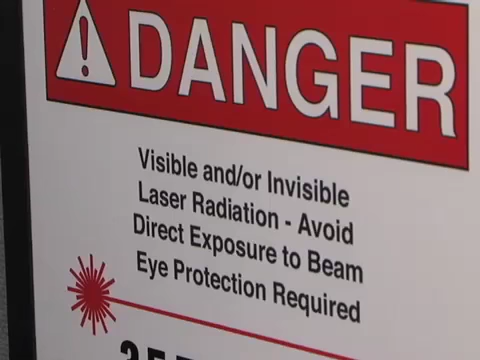 DANGER
Visible and/or Invisible
Laser Radiation - Avoid
Direct Exposure to Beam
Eye Protection Required